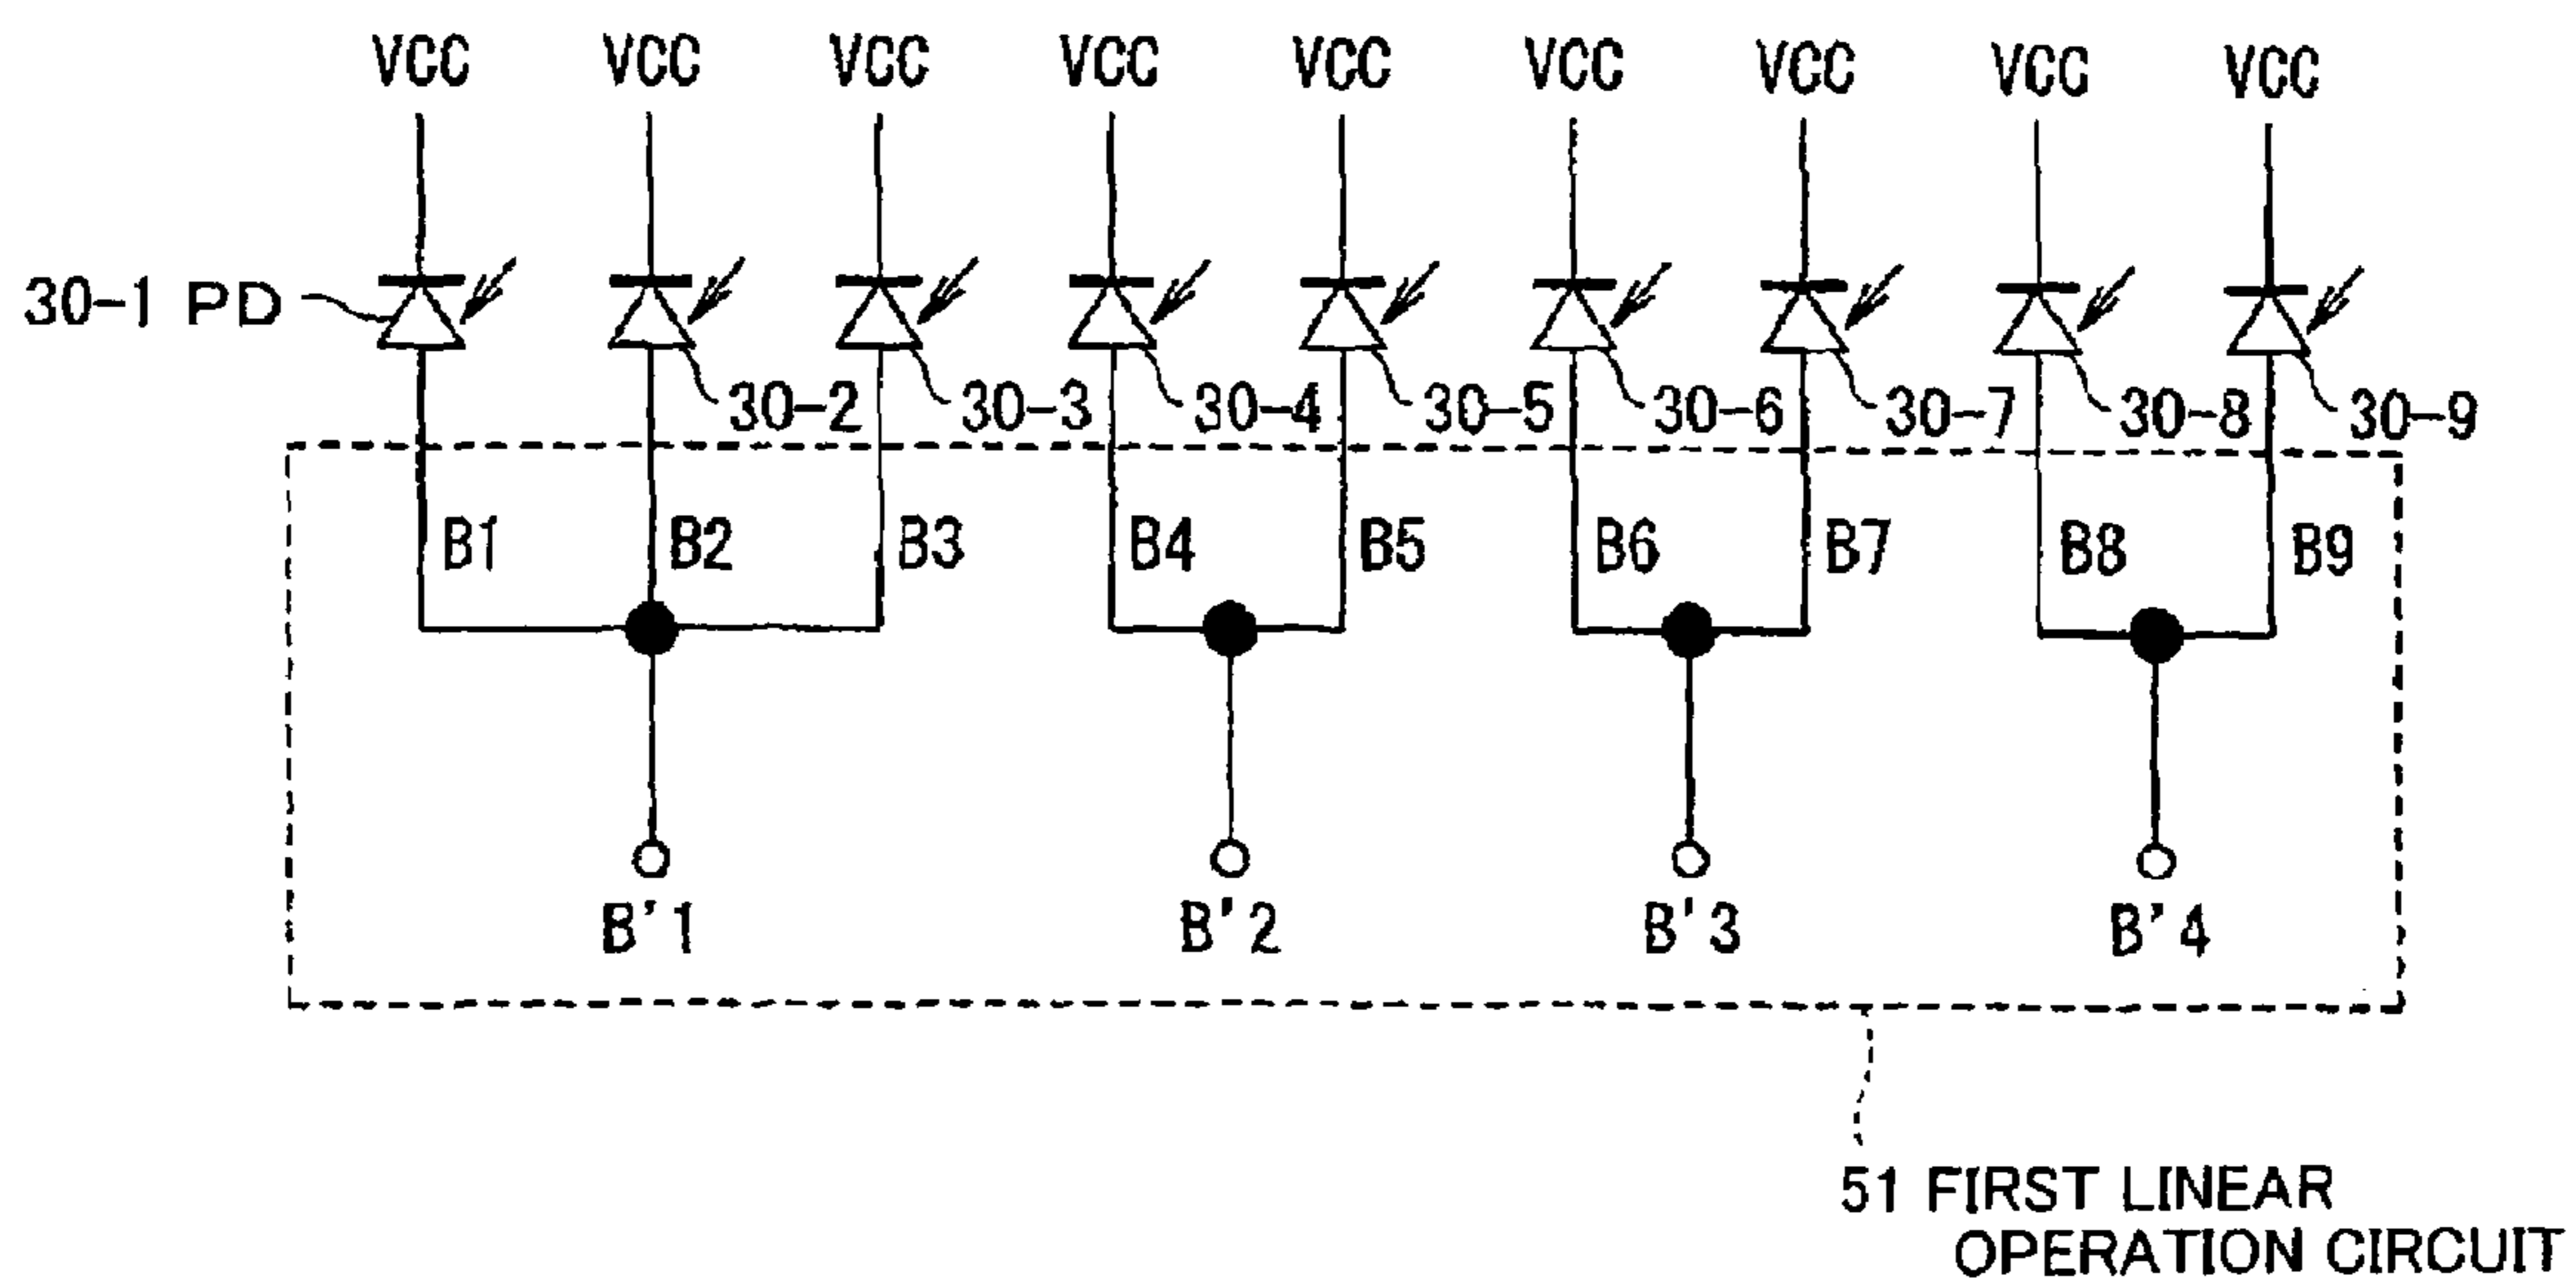 VCC VCC VCC VCC VCC VCC VCC VCC VCC
30-1 PD
30-2 30-3 30-4 30-5 30-6 30-7 30-8 30-9
B1 B2 B3 B4 B5 B6 B7 B8 B9
B'1 B'2 B'3 B'4
51 FIRST LINEAR
OPERATION CIRCUIT